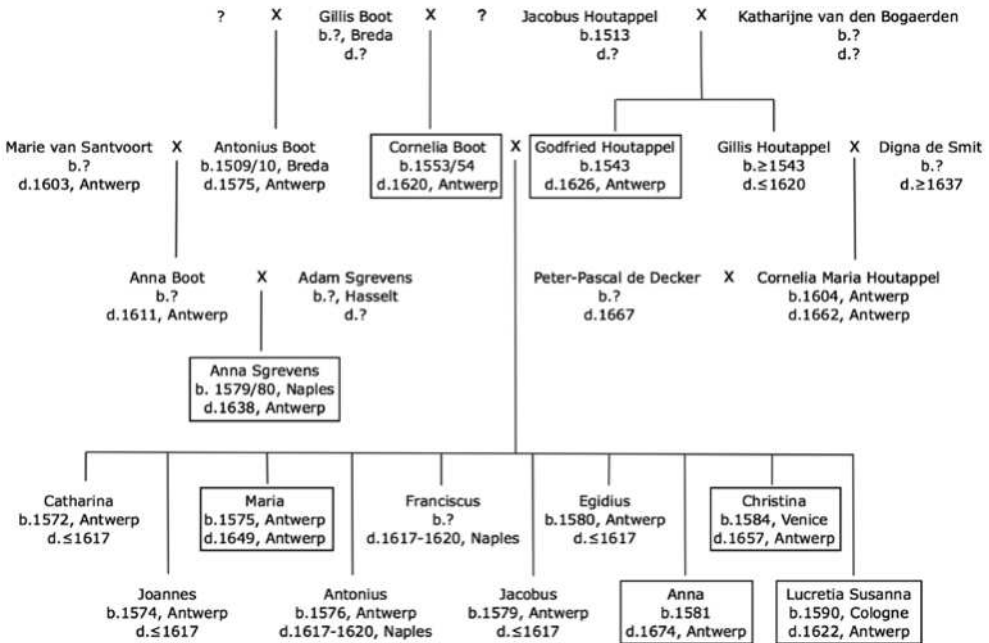 ? X Gillis Boot X ? Jacobus Houtappel X Katharijne van den Bogaerden
b.?, Breda b.1513 b.?
d.? d.? d.?
Marie van Santvoort X Antonius Boot Cornelia Boot X Godfried Houtappel Gillis Houtappel X Digna de Smit
b.? b.1509/10, Breda b.1553/54 b.1543 b.≥1543 b.?
d.1603, Antwerp d.1575, Antwerp d.1620, Antwerp d.1626, Antwerp d.≤1620 d.≥1637
Anna Boot X Adam Sgrevens Peter-Pascal de Decker X Cornelia Maria Houtappel
b.? b.?, Hasselt b.? b.1604, Antwerp
d.1611, Antwerp d.? d.1667 d.1662, Antwerp
Anna Sgrevens
b. 1579/80, Naples
d.1638, Antwerp
Catharina Maria Franciscus Egidius Christina
b.1572, Antwerp b.1575, Antwerp b.? b.1580, Antwerp b.1584, Venice
d.≤1617 d.1649, Antwerp d.1617-1620, Naples d.≤1617 d.1657, Antwerp
Joannes Antonius Jacobus Anna Lucretia Susanna
b.1574, Antwerp b.1576, Antwerp b.1579, Antwerp b.1581 b.1590, Cologne
d.≤1617 d.1617-1620, Naples d.≤1617 d.1674, Antwerp d.1622, Antwerp